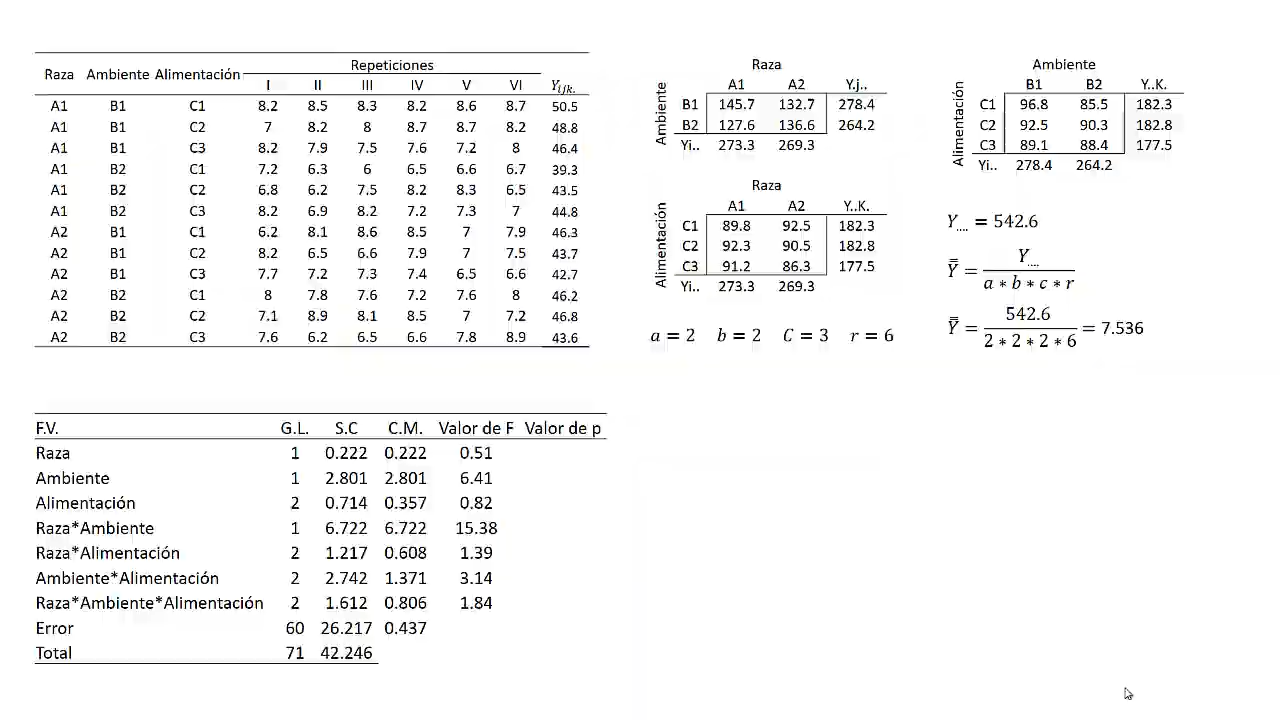 Repeticiones
Raza Ambiente Alimentación I II III IV V VI Y_{ijk.}
A1 B1 C1 8.2 8.5 8.3 8.2 8.6 8.7 50.5
A1 B1 C2 7 8.2 8 8.7 8.7 8.2 48.8
A1 B1 C3 8.2 7.9 7.5 7.6 7.2 8 46.4
A1 B2 C1 7.2 6.3 6 6.5 6.6 6.7 39.3
A1 B2 C2 6.8 6.2 7.5 8.2 8.3 6.5 43.5
A1 B2 C3 8.2 6.9 8.2 7.2 7.3 7 44.8
A2 B1 C1 6.2 8.1 8.6 8.5 7 7.9 46.3
A2 B1 C2 8.2 6.5 6.6 7.9 7 7.5 43.7
A2 B1 C3 7.7 7.2 7.3 7.4 6.5 6.6 42.7
A2 B2 C1 8 7.8 7.6 7.2 7.6 8 46.2
A2 B2 C2 7.1 8.9 8.1 8.5 7 7.2 46.8
A2 B2 C3 7.6 6.2 6.5 6.6 7.8 8.9 43.6
Raza
Ambiente
A1 A2 Y.j..
B1 145.7 132.7 278.4
B2 127.6 136.6 264.2
Yi.. 273.3 269.3
Raza
Alimentación
A1 A2 Y..K.
C1 89.8 92.5 182.3
C2 92.3 90.5 182.8
C3 91.2 86.3 177.5
Yi.. 273.3 269.3
a = 2 b = 2 C = 3 r = 6
Ambiente
Alimentación
B1 B2 Y..K.
C1 96.8 85.5 182.3
C2 92.5 90.3 182.8
C3 89.1 88.4 177.5
Yi.. 278.4 264.2
Y.... = 542.6
Y̿ = Y.... / a * b * c * r
Y̿ = 542.6 / 2 * 2 * 2 * 6 = 7.536
F.V. G.L. S.C C.M. Valor de F Valor de p
Raza 1 0.222 0.222 0.51
Ambiente 1 2.801 2.801 6.41
Alimentación 2 0.714 0.357 0.82
Raza*Ambiente 1 6.722 6.722 15.38
Raza*Alimentación 2 1.217 0.608 1.39
Ambiente*Alimentación 2 2.742 1.371 3.14
Raza*Ambiente*Alimentación 2 1.612 0.806 1.84
Error 60 26.217 0.437
Total 71 42.246